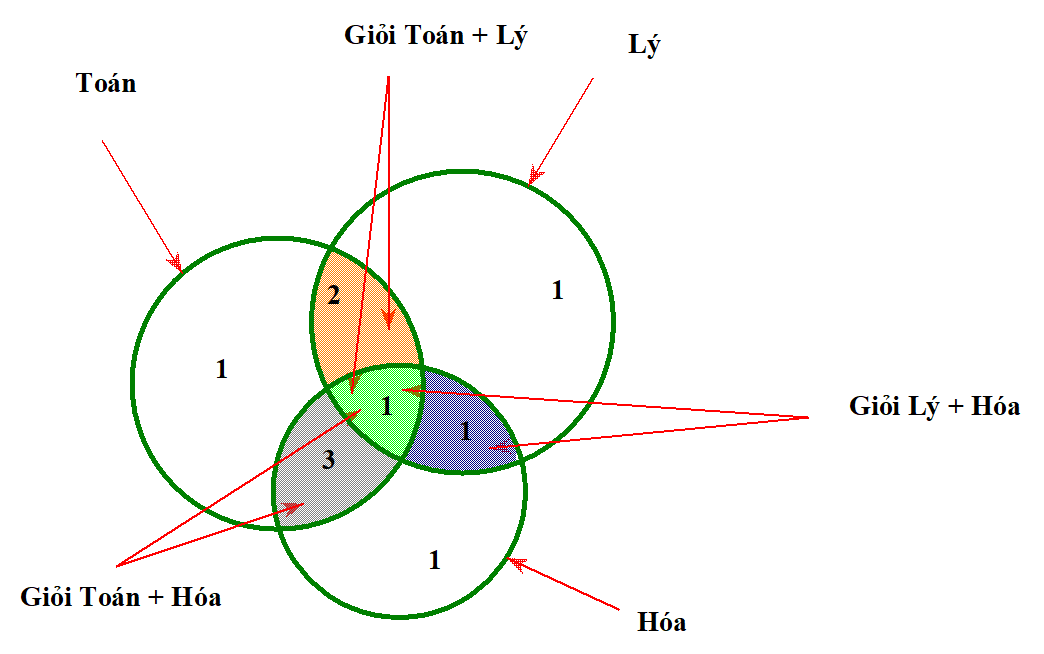 Giỏi Toán + Lý
Lý
Toán
2
1
1
1
Giỏi Lý + Hóa
1
3
1
Giỏi Toán + Hóa
Hóa